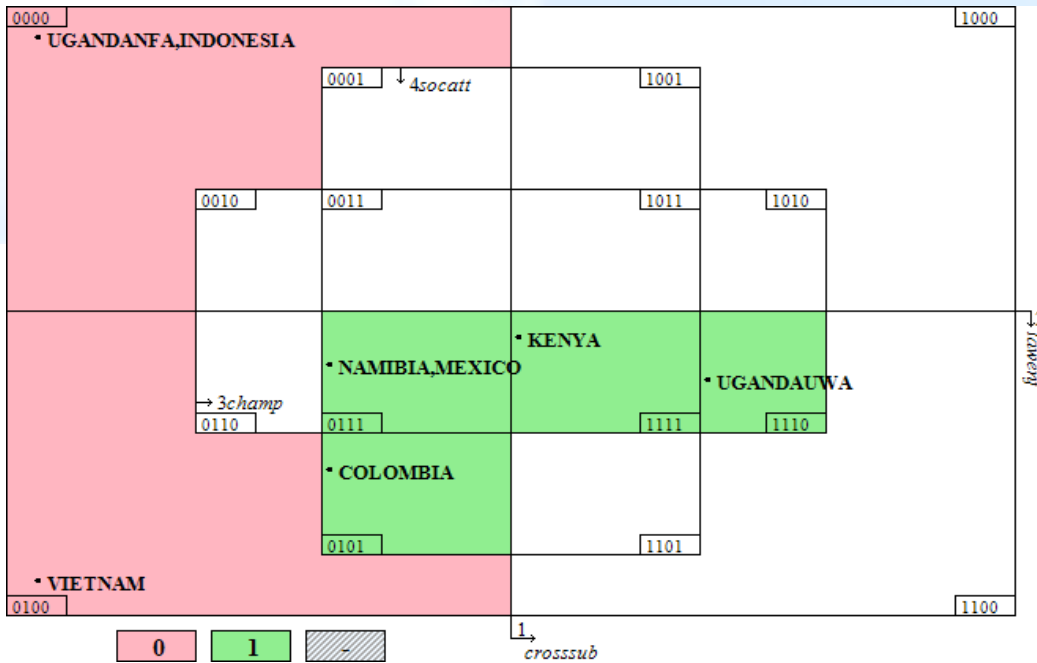 0000
1000
UGANDANFA,INDONESIA
0001
4socatt
1001
0010
0011
1011
1010
KENYA
NAMIBIA,MEXICO
UGANDAUWA
3champ
0110
0111
1111
1110
COLOMBIA
0101
1101
VIETNAM
0100
1100
0
1
-
1
crosssub